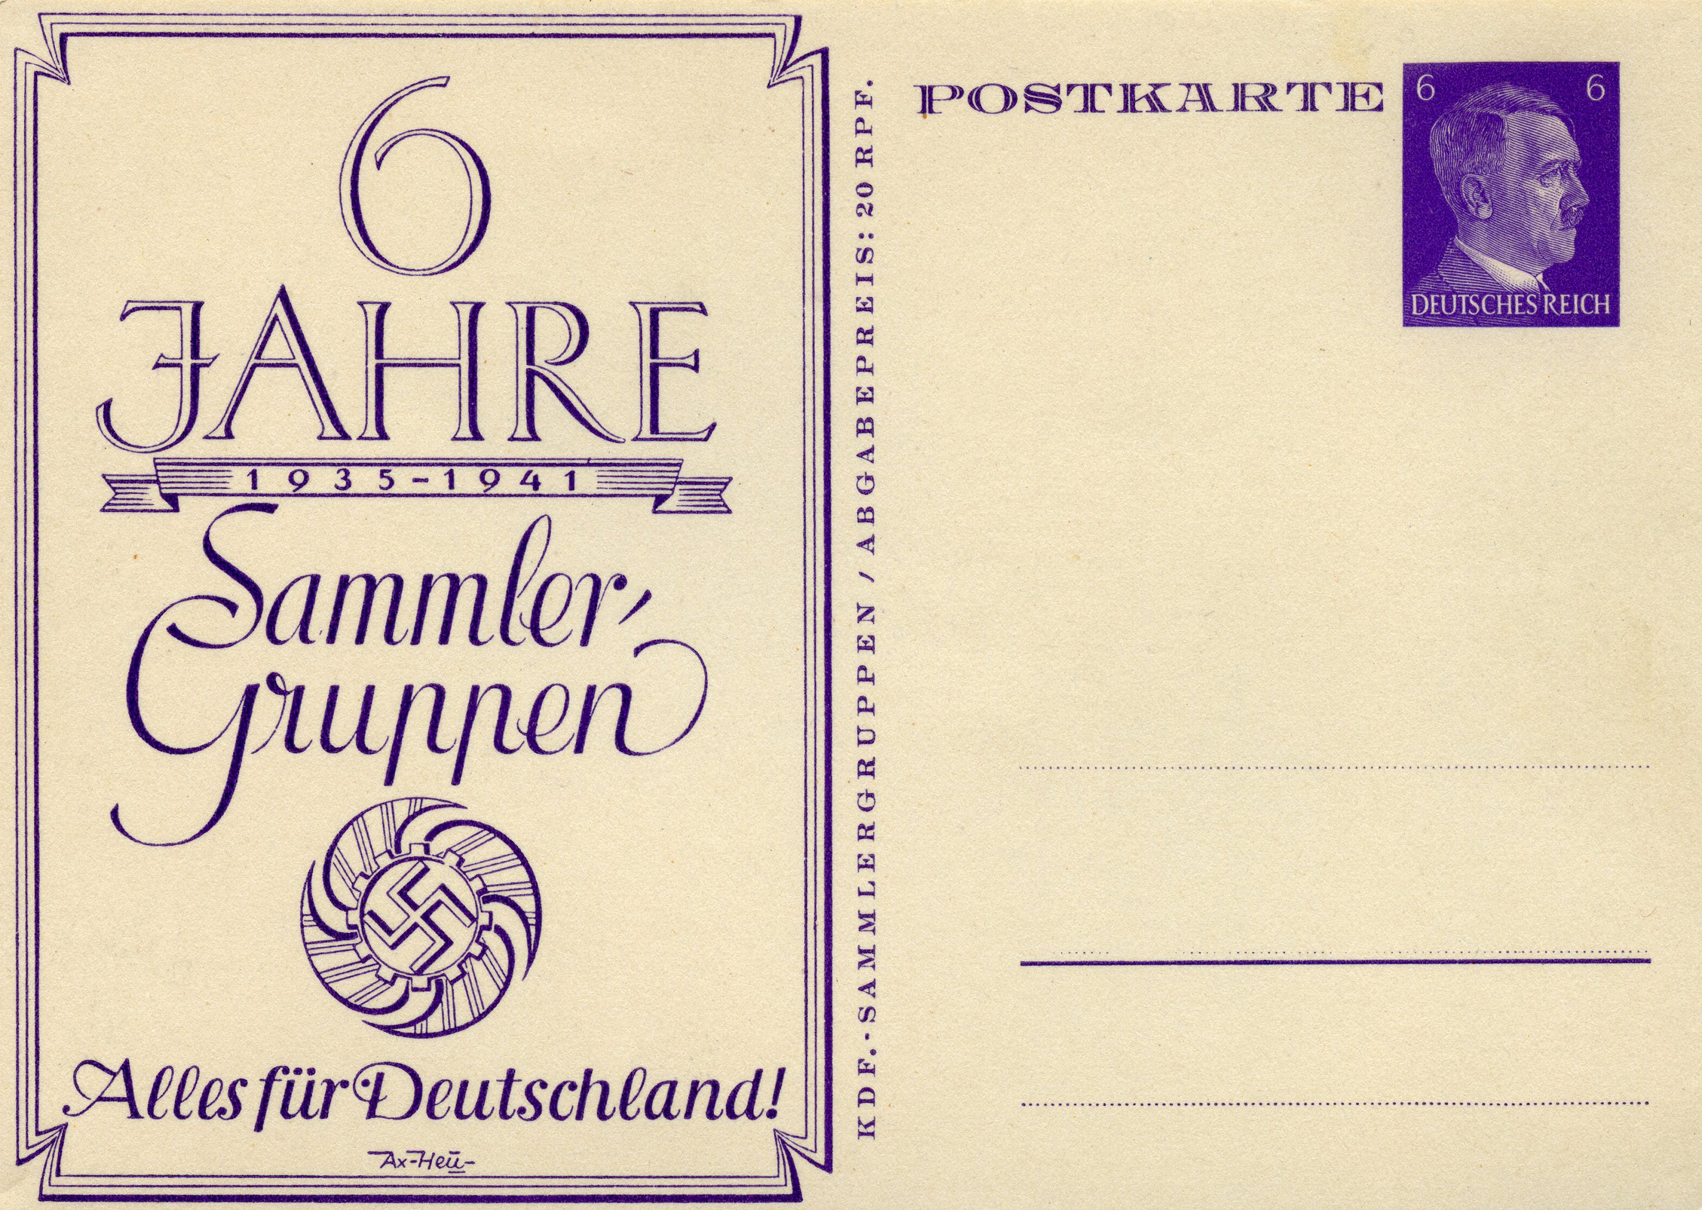 6
JAHRE
1935-1941
Sammler-
Gruppen
Alles für Deutschland!
Ax-Heu-
KDF.-SAMMLERGRUPPEN / ABGABEPREIS: 20 RPF.
POSTKARTE
6 6
DEUTSCHES REICH